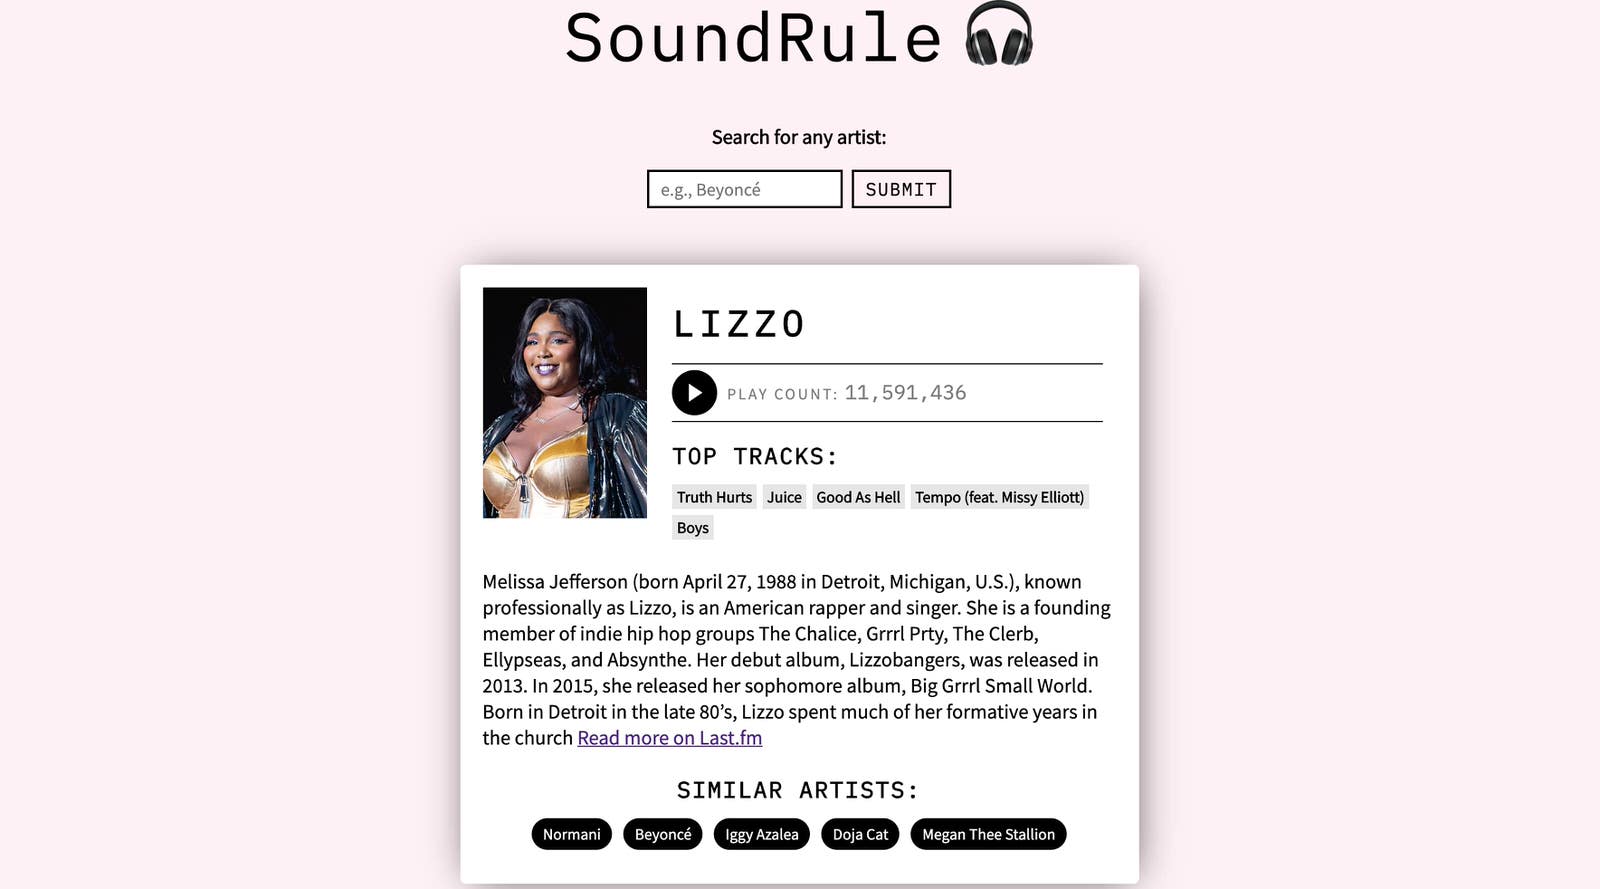 SoundRule
Search for any artist:
e.g., Beyoncé
SUBMIT
LIZZO
PLAY COUNT: 11,591,436
TOP TRACKS:
Truth Hurts Juice Good As Hell Tempo (feat. Missy Elliott)
Boys
Melissa Jefferson (born April 27, 1988 in Detroit, Michigan, U.S.), known
professionally as Lizzo, is an American rapper and singer. She is a founding
member of indie hip hop groups The Chalice, Grrrl Prty, The Clerb,
Ellypseas, and Absynthe. Her debut album, Lizzobangers, was released in
2013. In 2015, she released her sophomore album, Big Grrrl Small World.
Born in Detroit in the late 80’s, Lizzo spent much of her formative years in
the church Read more on Last.fm
SIMILAR ARTISTS:
Normani Beyoncé Iggy Azalea Doja Cat Megan Thee Stallion